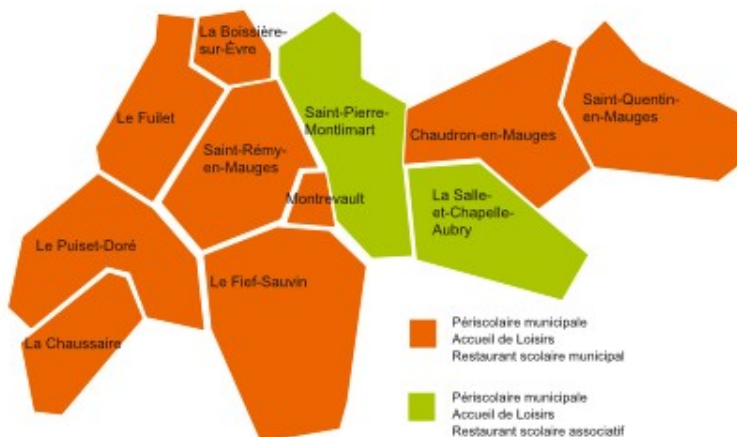 La Boissière-
sur-Èvre
Le Fuilet
Saint-Pierre-
Montlimart
Saint-Quentin-
en-Mauges
Chaudron-en-Mauges
Saint-Rémy-
en-Mauges
Montrevault
La Salle-
et-Chapelle-
Aubry
Le Puiset-Doré
Le Fief-Sauvin
La Chaussaire
Périscolaire municipale
Accueil de Loisirs
Restaurant scolaire municipal
Périscolaire municipale
Accueil de Loisirs
Restaurant scolaire associatif